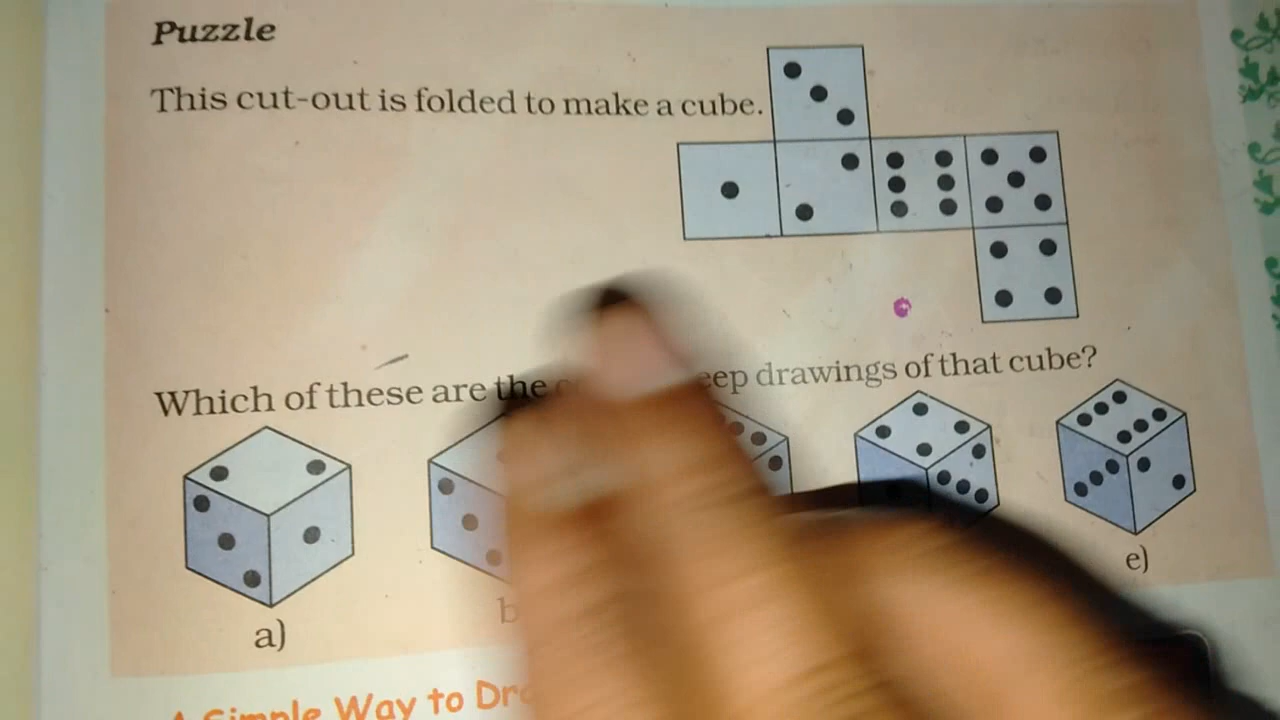 Puzzle
This cut-out is folded to make a cube.
Which of these are the eep drawings of that cube?
e)
a)
b
A Simple Way to Dr